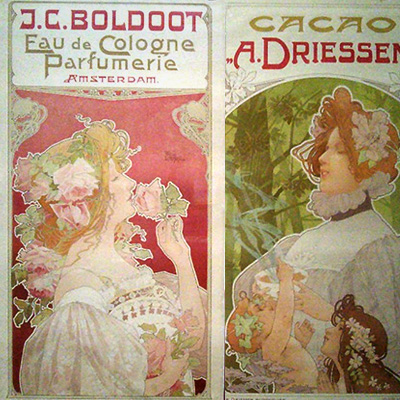 J.C. BOLDOOT
Eau de Cologne
Parfumerie
AMSTERDAM.
CACAO
„A. DRIESSEN